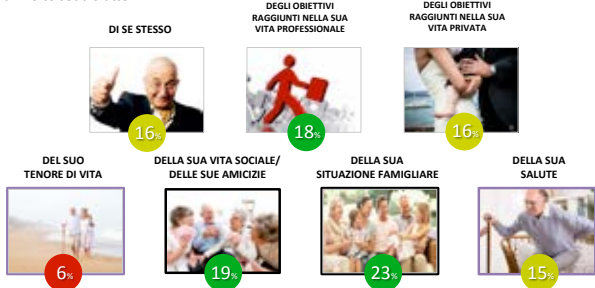 DI SE STESSO
DEGLI OBIETTIVI
RAGGIUNTI NELLA SUA
VITA PROFESSIONALE
DEGLI OBIETTIVI
RAGGIUNTI NELLA SUA
VITA PRIVATA
16%
18%
16%
DEL SUO
TENORE DI VITA
DELLA SUA VITA SOCIALE/
DELLE SUE AMICIZIE
DELLA SUA
SITUAZIONE FAMIGLIARE
DELLA SUA
SALUTE
6%
19%
23%
15%